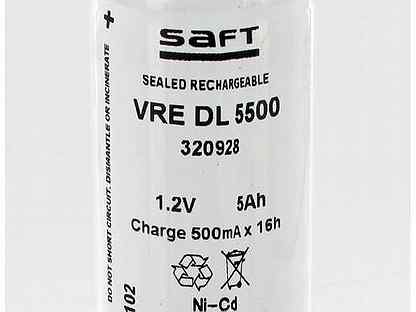 saft
SEALED RECHARGEABLE
VRE DL 5500
320928
1.2V 5Ah
Charge 500mA x 16h
Ni-Cd
+
DO NOT SHORT CIRCUIT. DISMANTLE OR INCINERATE
102